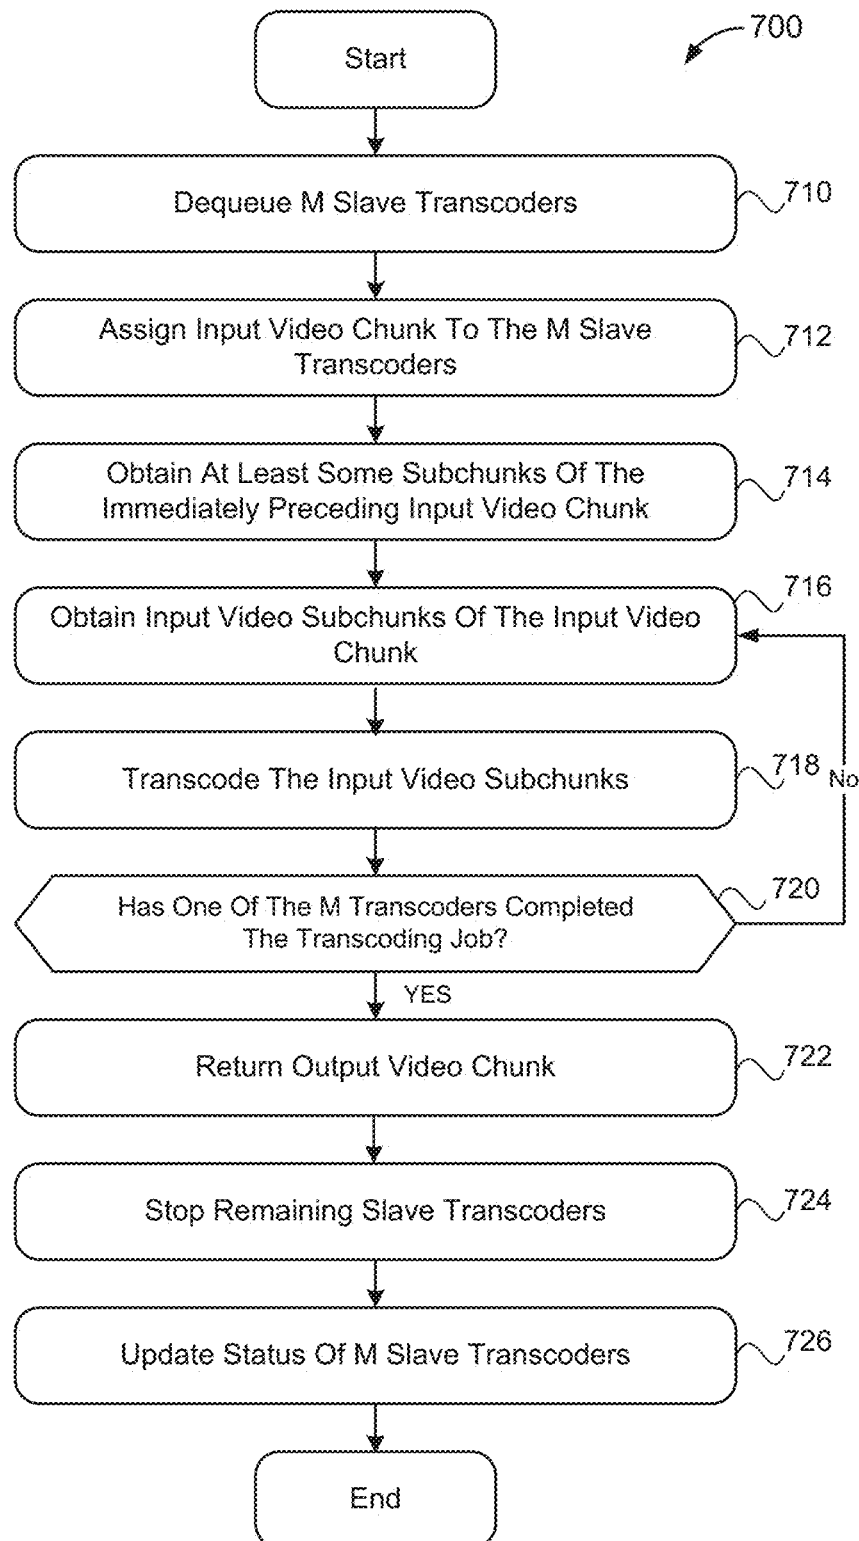 700
Start
Dequeue M Slave Transcoders
710
Assign Input Video Chunk To The M Slave
Transcoders
712
Obtain At Least Some Subchunks Of The
Immediately Preceding Input Video Chunk
714
Obtain Input Video Subchunks Of The Input Video
Chunk
716
Transcode The Input Video Subchunks
718
No
Has One Of The M Transcoders Completed
The Transcoding Job?
720
YES
Return Output Video Chunk
722
Stop Remaining Slave Transcoders
724
Update Status Of M Slave Transcoders
726
End